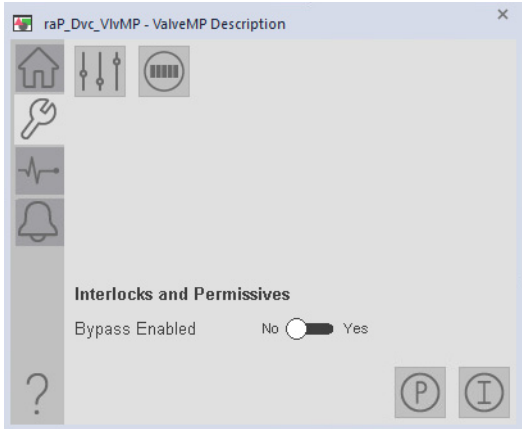 raP_Dvc_VlvMP - ValveMP Description
Interlocks and Permissives
Bypass Enabled No Yes
? P I